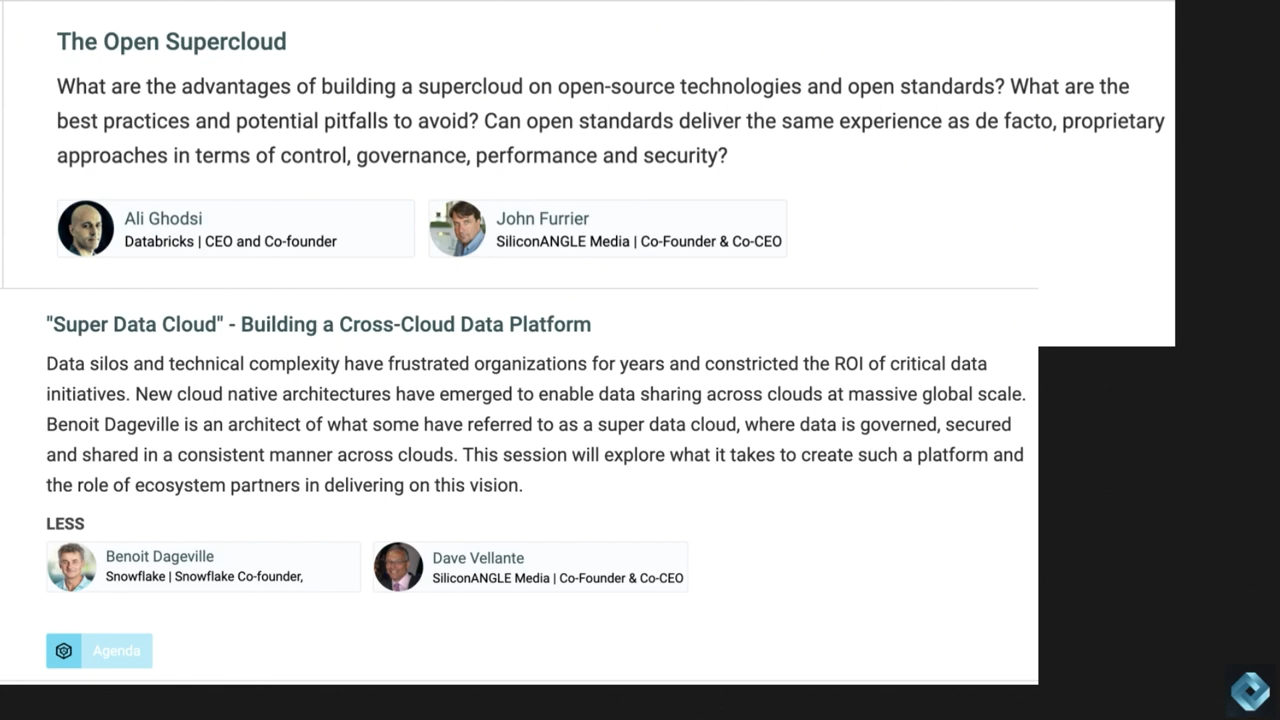 The Open Supercloud
What are the advantages of building a supercloud on open-source technologies and open standards? What are the
best practices and potential pitfalls to avoid? Can open standards deliver the same experience as de facto, proprietary
approaches in terms of control, governance, performance and security?
Ali Ghodsi
Databricks | CEO and Co-founder
John Furrier
SiliconANGLE Media | Co-Founder & Co-CEO
"Super Data Cloud" - Building a Cross-Cloud Data Platform
Data silos and technical complexity have frustrated organizations for years and constricted the ROI of critical data
initiatives. New cloud native architectures have emerged to enable data sharing across clouds at massive global scale.
Benoit Dageville is an architect of what some have referred to as a super data cloud, where data is governed, secured
and shared in a consistent manner across clouds. This session will explore what it takes to create such a platform and
the role of ecosystem partners in delivering on this vision.
LESS
Benoit Dageville
Snowflake | Snowflake Co-founder,
Dave Vellante
SiliconANGLE Media | Co-Founder & Co-CEO
Agenda